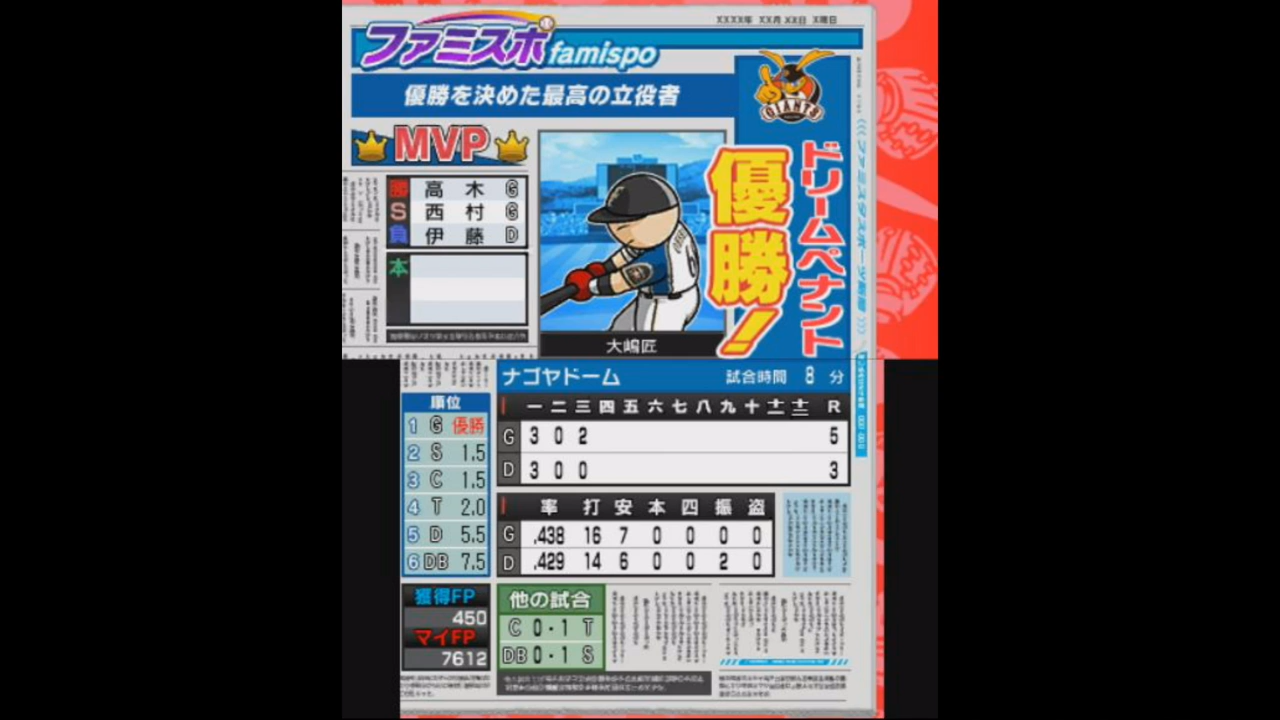 XXXX年 XX月 XX日 X曜日
ファミスポ famispo
優勝を決めた最高の立役者
GIANTS
MVP
ドリームペナント
優勝!
勝 高木 G
S 西村 G
負 伊藤 D
本
大嶋匠
ナゴヤドーム 試合時間 8 分
一 二 三 四 五 六 七 八 九 十 十一 十二 R
G 3 0 2 5
D 3 0 0 3
率 打 安 本 四 振 盗
G .438 16 7 0 0 0 0
D .429 14 6 0 0 2 0
順位
1 G 優勝
2 S 1.5
3 C 1.5
4 T 2.0
5 D 5.5
6 DB 7.5
獲得FP
450
マイFP
7612
他の試合
C 0-1 T
DB 0-1 S